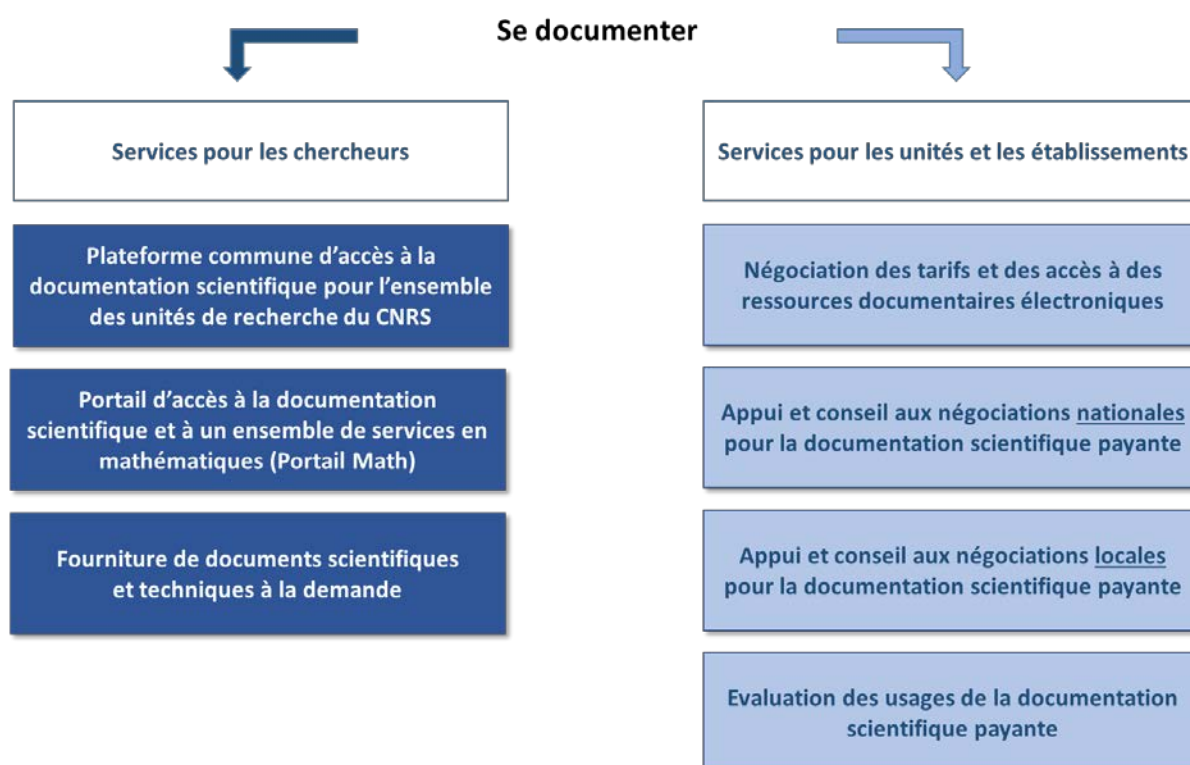 Se documenter
Services pour les chercheurs
Plateforme commune d’accès à la
documentation scientifique pour l’ensemble
des unités de recherche du CNRS
Portail d’accès à la documentation
scientifique et à un ensemble de services en
mathématiques (Portail Math)
Fourniture de documents scientifiques
et techniques à la demande
Services pour les unités et les établissements
Négociation des tarifs et des accès à des
ressources documentaires électroniques
Appui et conseil aux négociations nationales
pour la documentation scientifique payante
Appui et conseil aux négociations locales
pour la documentation scientifique payante
Evaluation des usages de la documentation
scientifique payante